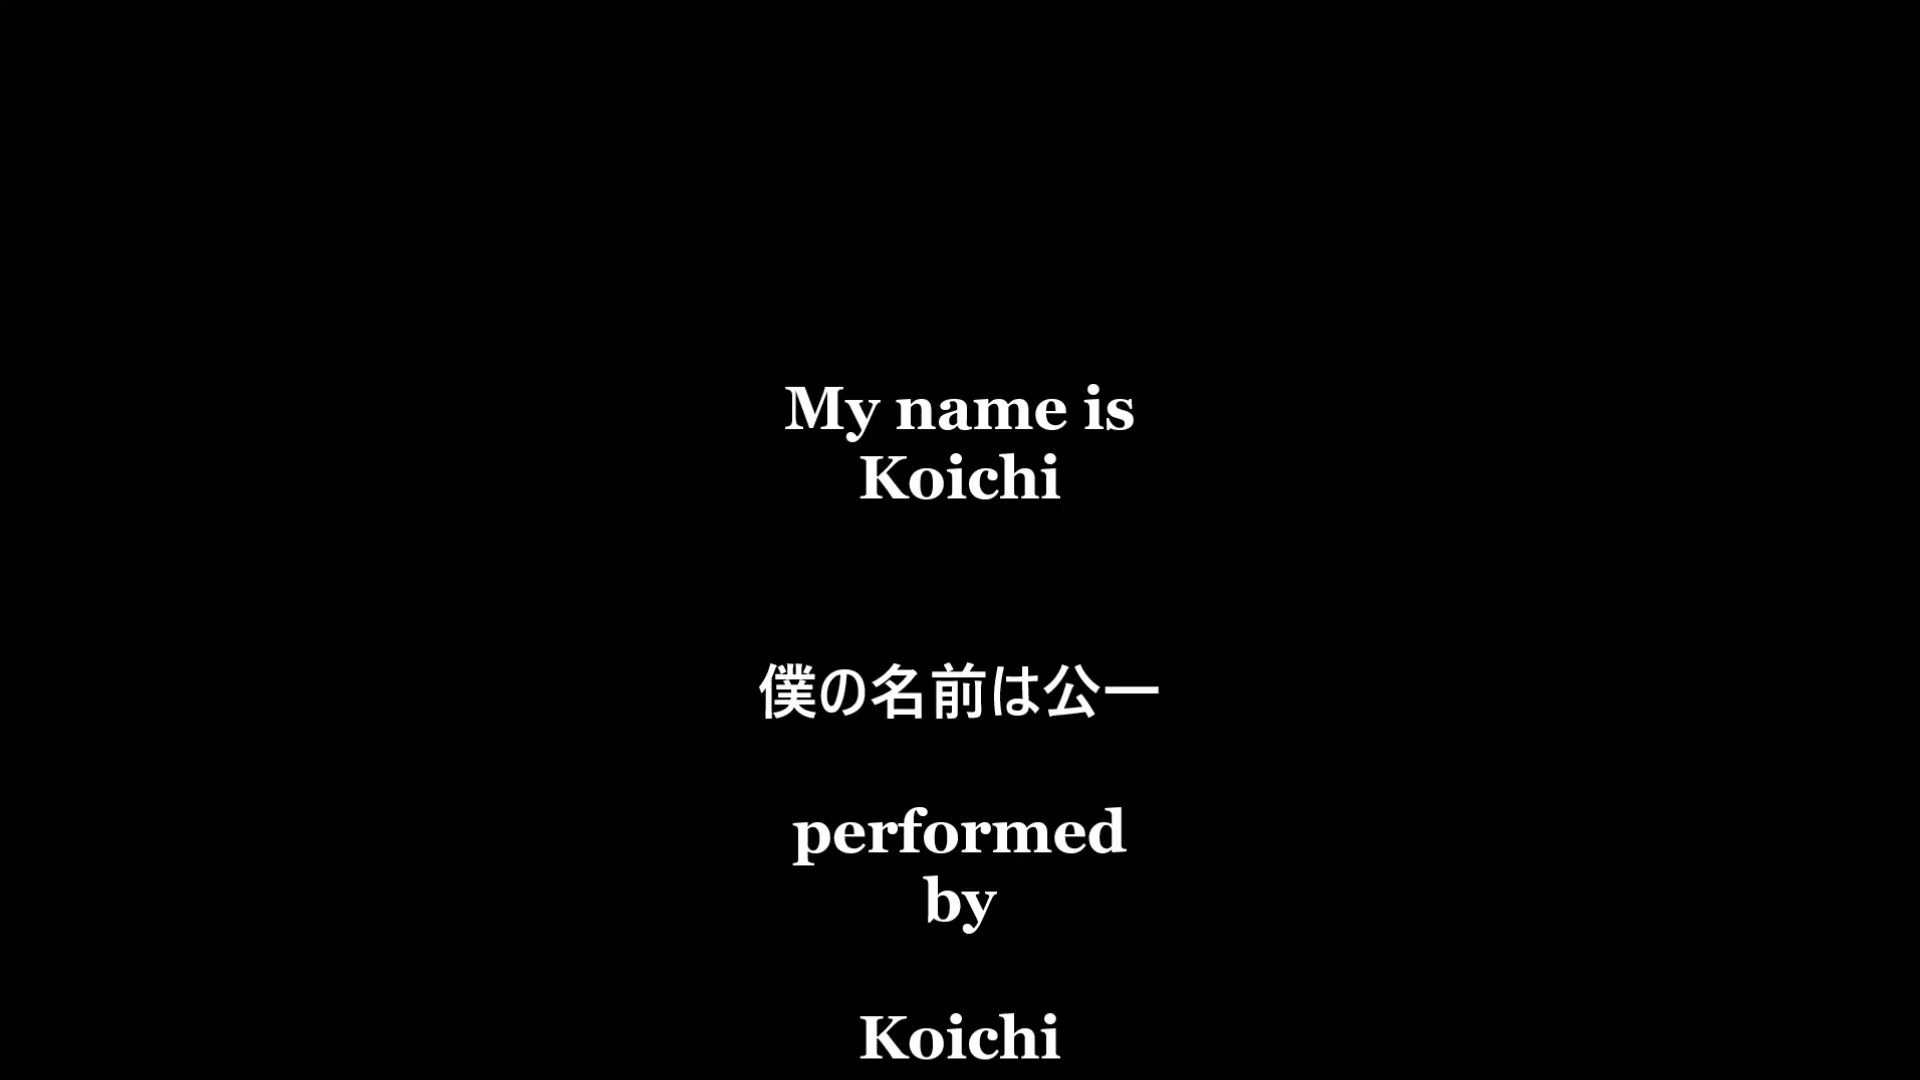 My name is
Koichi
僕の名前は公一
performed
by
Koichi